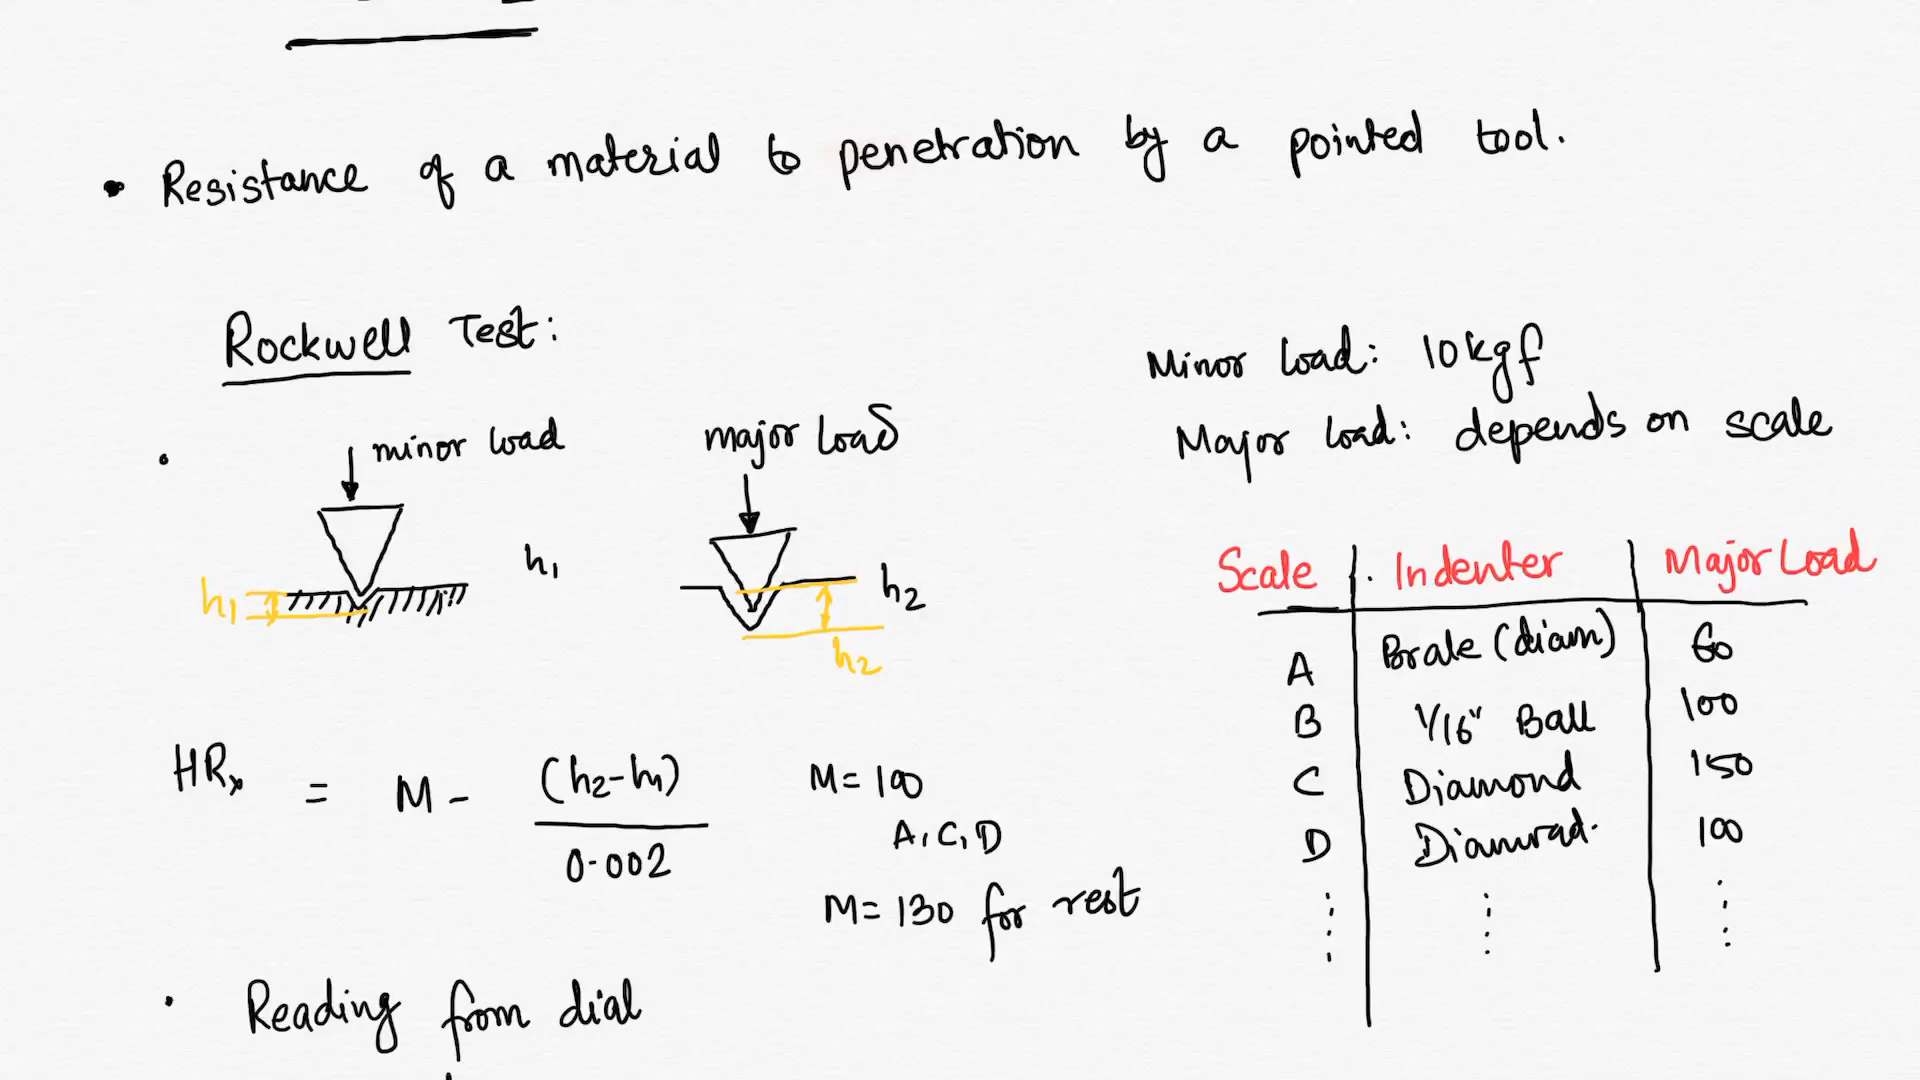 • Resistance of a material to penetration by a pointed tool.
Rockwell Test:
• minor load
major load
h1
h1
h2
h2
HRx = M - (h2-h1) / 0.002
M = 100
A, C, D
M = 130 for rest
• Reading from dial
Minor load: 10 kgf
Major load: depends on scale
Scale | Indenter | Major Load
A | Brale (diam) | 60
B | 1/16" Ball | 100
C | Diamond | 150
D | Diamond. | 100